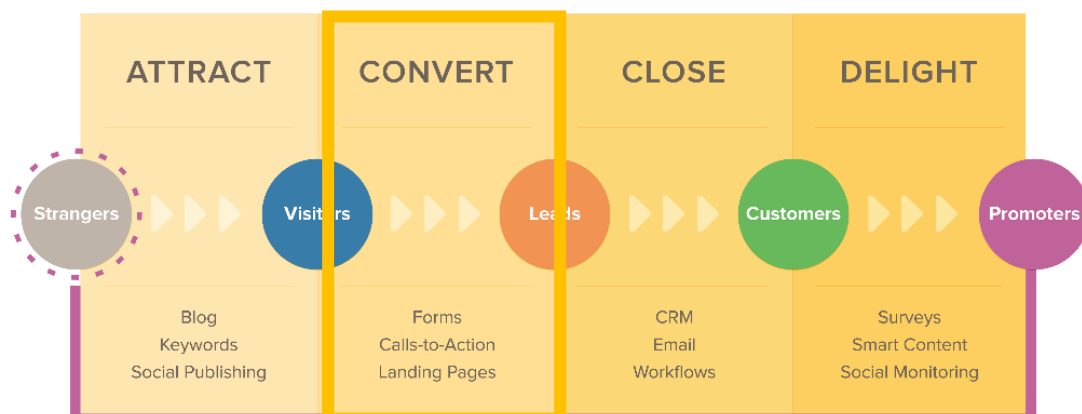 ATTRACT
CONVERT
CLOSE
DELIGHT
Strangers
Visitors
Leads
Customers
Promoters
Blog
Keywords
Social Publishing
Forms
Calls-to-Action
Landing Pages
CRM
Email
Workflows
Surveys
Smart Content
Social Monitoring